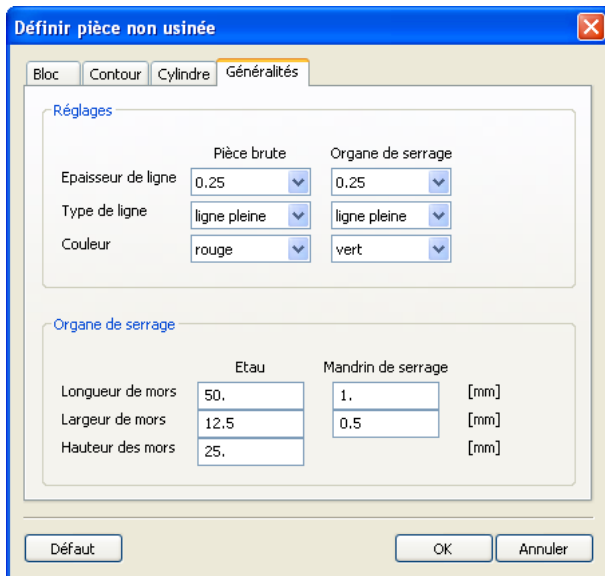 Définir pièce non usinée
Bloc Contour Cylindre Généralités
Réglages
Pièce brute Organe de serrage
Epaisseur de ligne 0.25 0.25
Type de ligne ligne pleine ligne pleine
Couleur rouge vert
Organe de serrage
Etau Mandrin de serrage
Longueur de mors 50. 1. [mm]
Largeur de mors 12.5 0.5 [mm]
Hauteur des mors 25. [mm]
Défaut OK Annuler